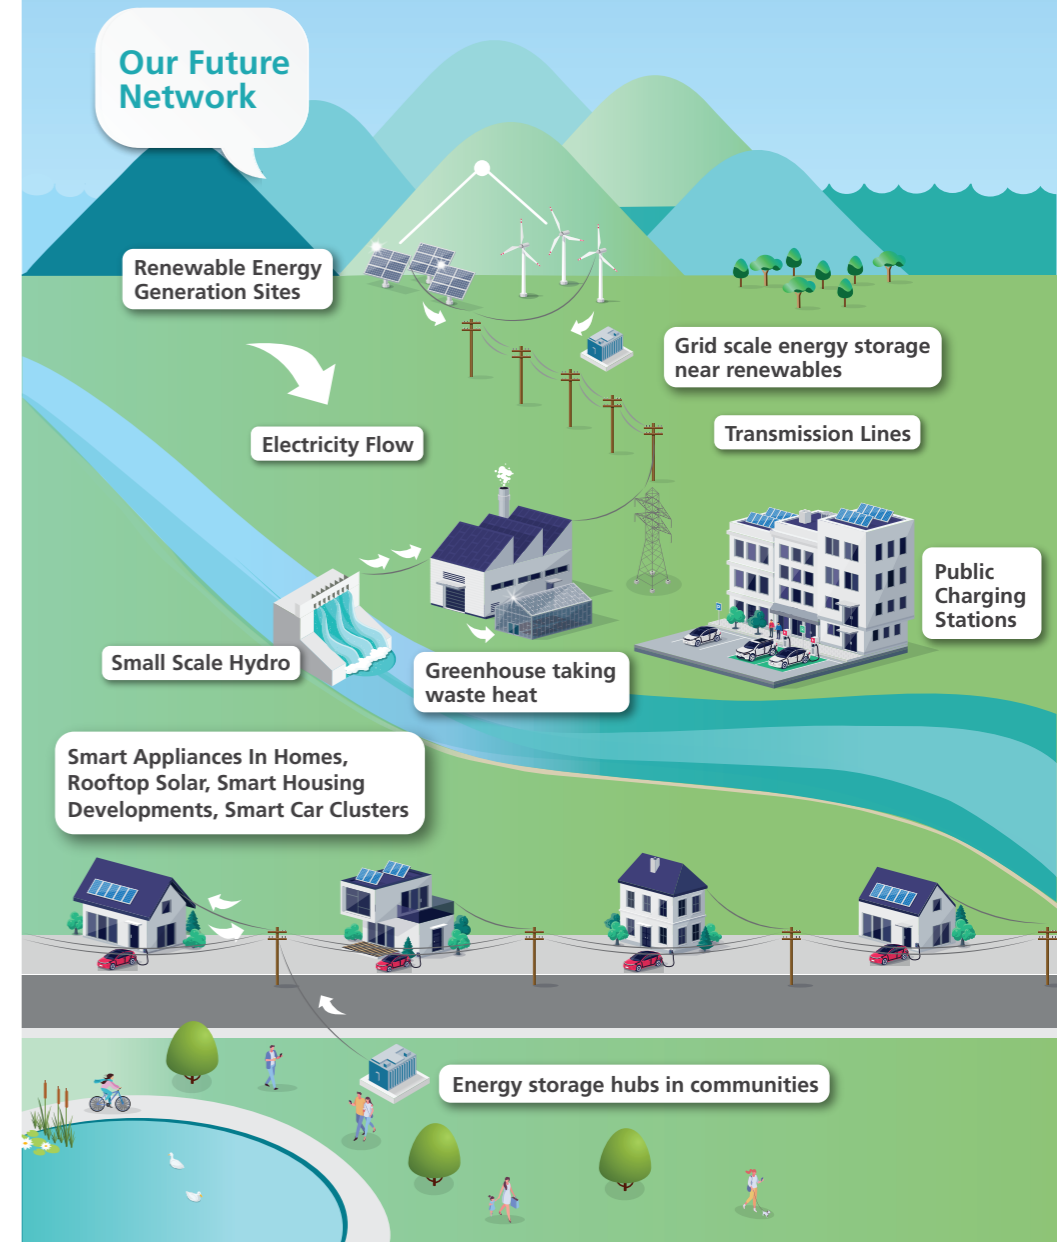 Our Future
Network
Renewable Energy
Generation Sites
Grid scale energy storage
near renewables
Electricity Flow
Transmission Lines
Public
Charging
Stations
Small Scale Hydro
Greenhouse taking
waste heat
Smart Appliances In Homes,
Rooftop Solar, Smart Housing
Developments, Smart Car Clusters
Energy storage hubs in communities